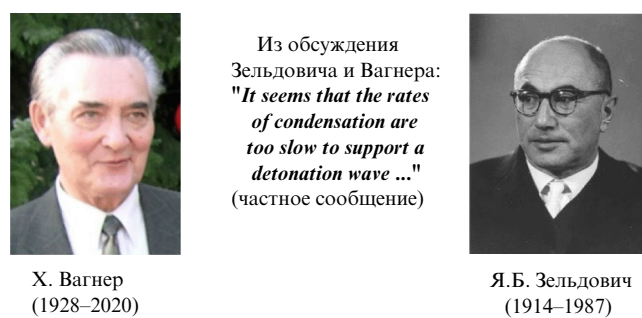 Из обсуждения
Зельдовича и Вагнера:
"It seems that the rates
of condensation are
too slow to support a
detonation wave ..."
(частное сообщение)
Х. Вагнер
(1928–2020)
Я.Б. Зельдович
(1914–1987)